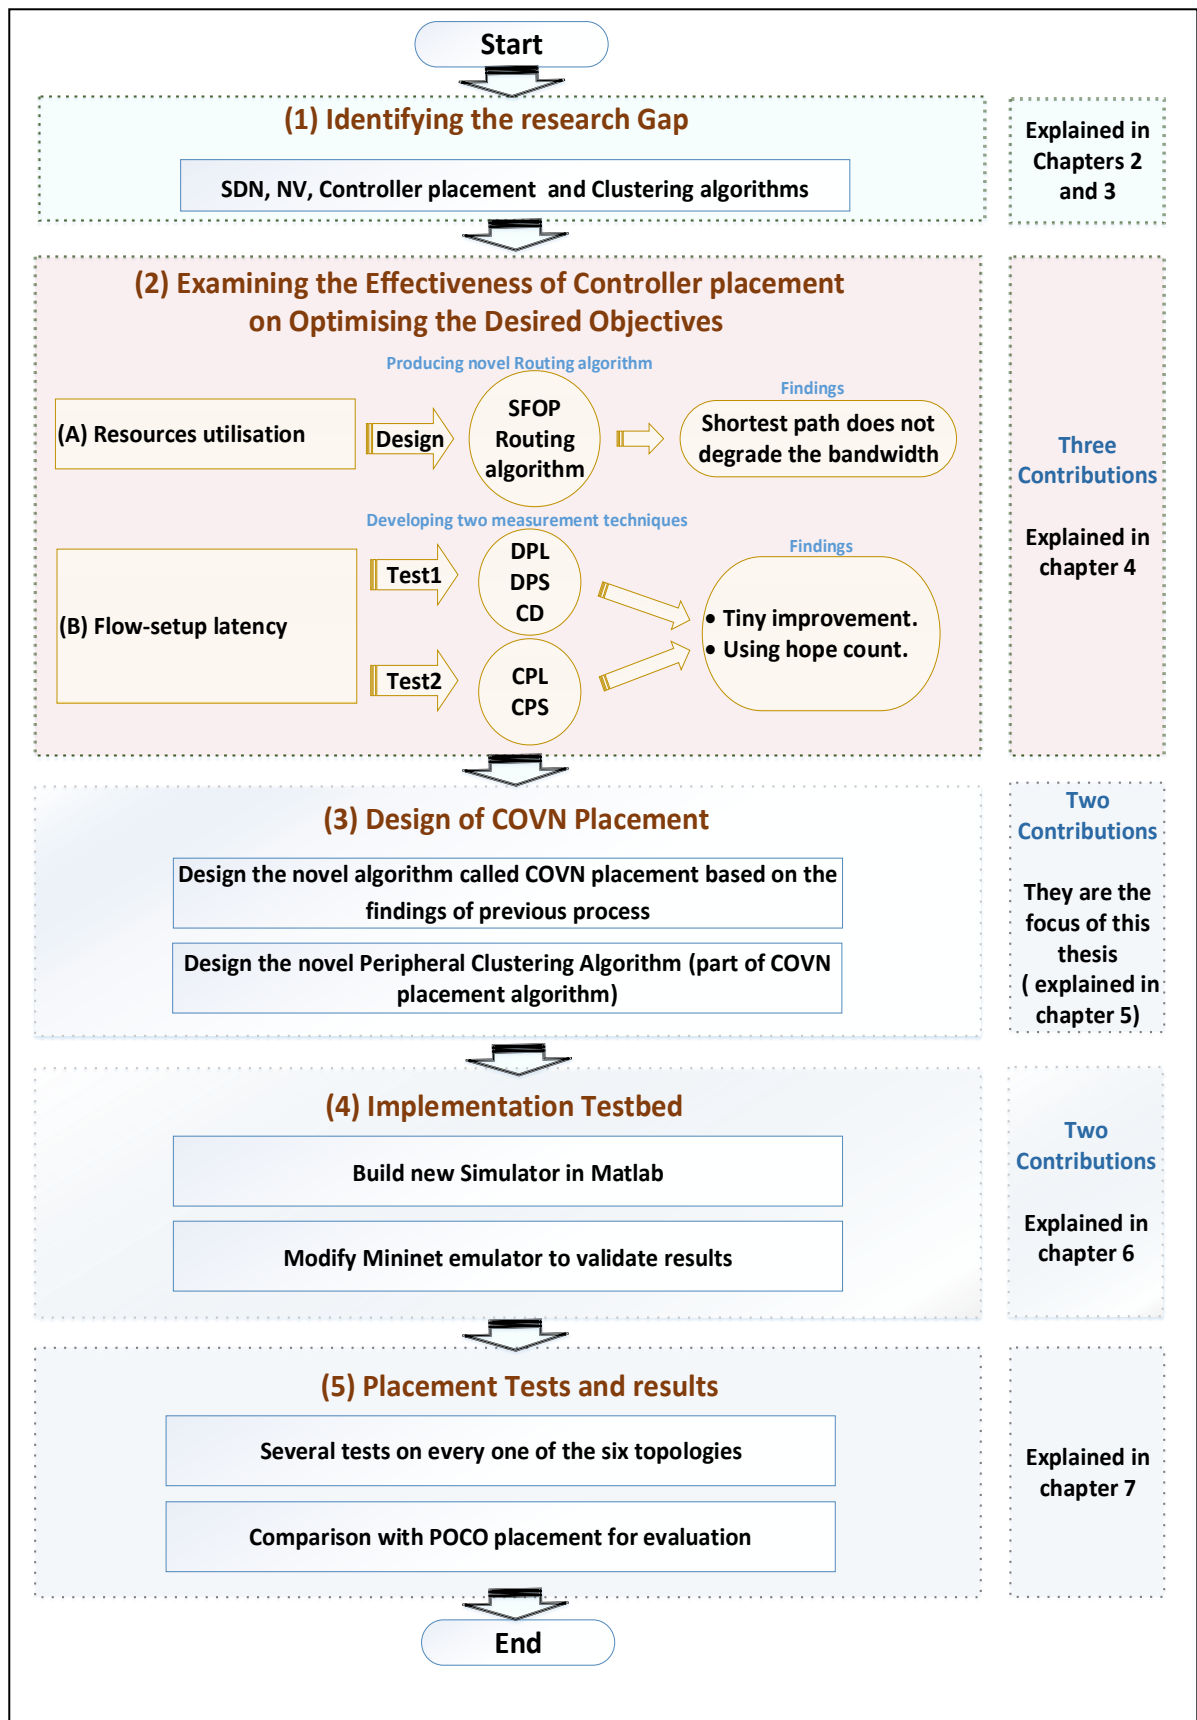 Start
(1) Identifying the research Gap
SDN, NV, Controller placement and Clustering algorithms
Explained in
Chapters 2
and 3
(2) Examining the Effectiveness of Controller placement
on Optimising the Desired Objectives
Producing novel Routing algorithm
(A) Resources utilisation
Design
SFOP
Routing
algorithm
Findings
Shortest path does not
degrade the bandwidth
Developing two measurement techniques
(B) Flow-setup latency
Test1
DPL
DPS
CD
Test2
CPL
CPS
Findings
• Tiny improvement.
• Using hope count.
Three
Contributions
Explained in
chapter 4
(3) Design of COVN Placement
Design the novel algorithm called COVN placement based on the
findings of previous process
Design the novel Peripheral Clustering Algorithm (part of COVN
placement algorithm)
Two
Contributions
They are the
focus of this
thesis
( explained in
chapter 5)
(4) Implementation Testbed
Build new Simulator in Matlab
Modify Mininet emulator to validate results
Two
Contributions
Explained in
chapter 6
(5) Placement Tests and results
Several tests on every one of the six topologies
Comparison with POCO placement for evaluation
Explained in
chapter 7
End